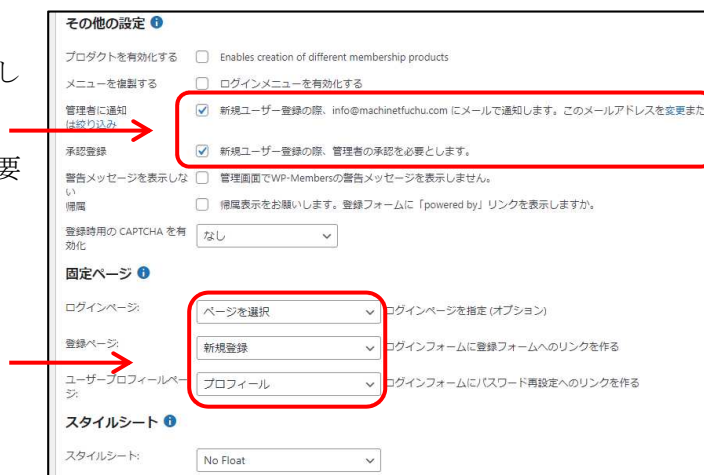 その他の設定
プロダクトを有効化する Enables creation of different membership products
し
メニューを複製する ログインメニューを有効化する
管理者に通知 新規ユーザー登録の際、info@machinetfuchu.com にメールで通知します。このメールアドレスを変更また
は絞り込み
承認登録 新規ユーザー登録の際、管理者の承認を必要とします。
要
警告メッセージを表示しな 管理画面でWP-Membersの警告メッセージを表示しません。
い
帰属 帰属表示をお願いします。登録フォームに「powered by」リンクを表示しますか。
登録時用の CAPTCHA を有 なし
効化
固定ページ
ログインページ: ページを選択 ログインページを指定 (オプション)
登録ページ: 新規登録 ログインフォームに登録フォームへのリンクを作る
ユーザープロフィールペー プロフィール ログインフォームにパスワード再設定へのリンクを作る
ジ:
スタイルシート
スタイルシート: No Float